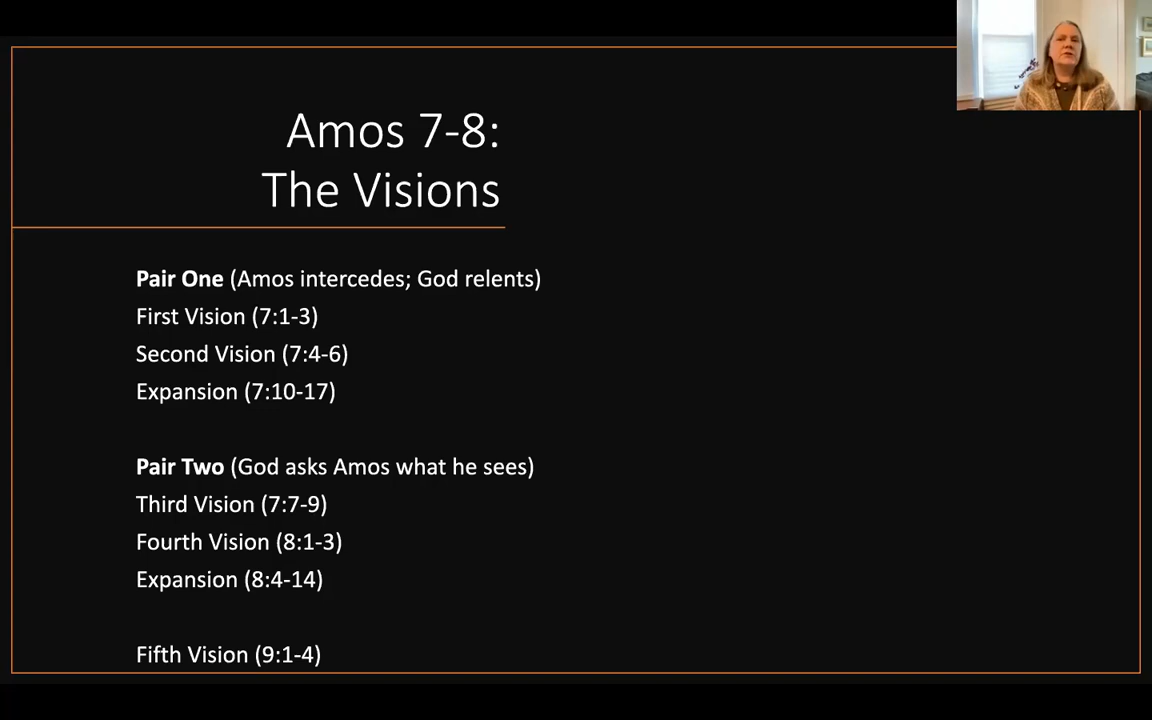 Amos 7-8:
The Visions
Pair One (Amos intercedes; God relents)
First Vision (7:1-3)
Second Vision (7:4-6)
Expansion (7:10-17)
Pair Two (God asks Amos what he sees)
Third Vision (7:7-9)
Fourth Vision (8:1-3)
Expansion (8:4-14)
Fifth Vision (9:1-4)